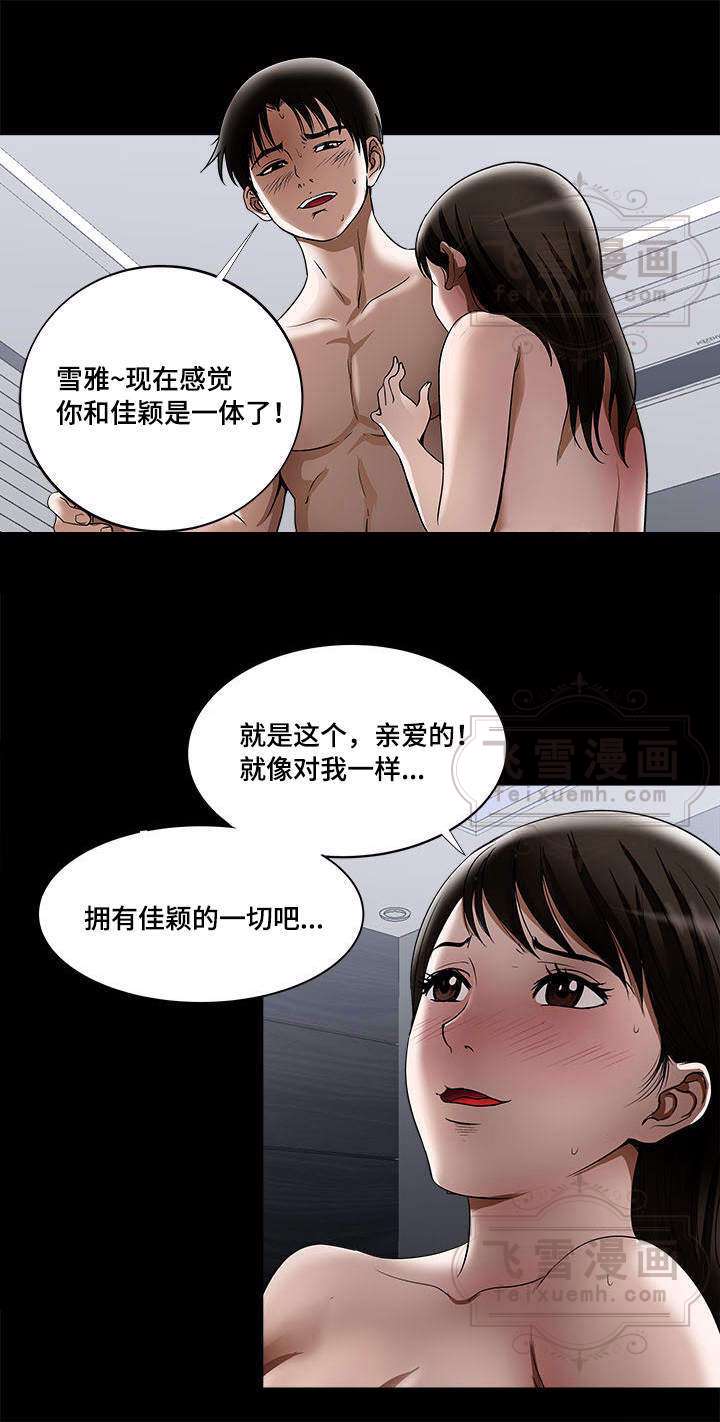 飞雪漫画
feixuemh.com
雪雅~现在感觉
你和佳颖是一体了!
就是这个，亲爱的!
就像对我一样...
飞雪漫画
feixuemh.com
拥有佳颖的一切吧...
飞雪漫画
feixuemh.com